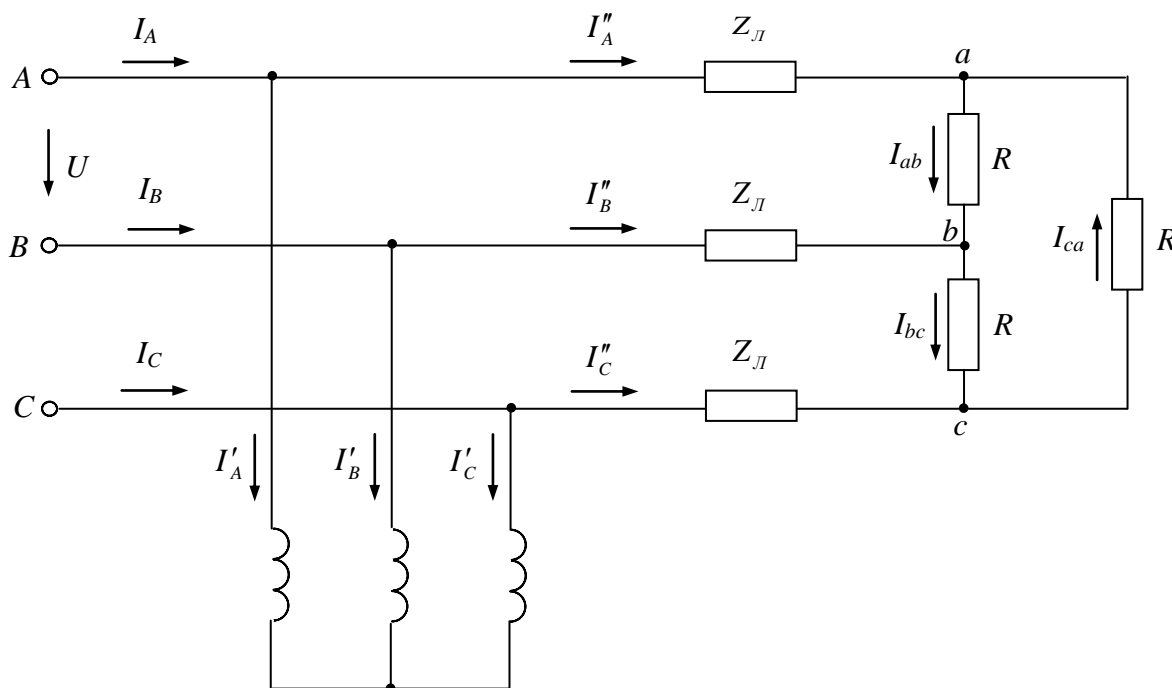 I_A I″_A Z_Л
A a
U I_ab R
I_B I″_B Z_Л
B b I_ca R
I_C I″_C Z_Л I_bc R
C c
I′_A I′_B I′_C